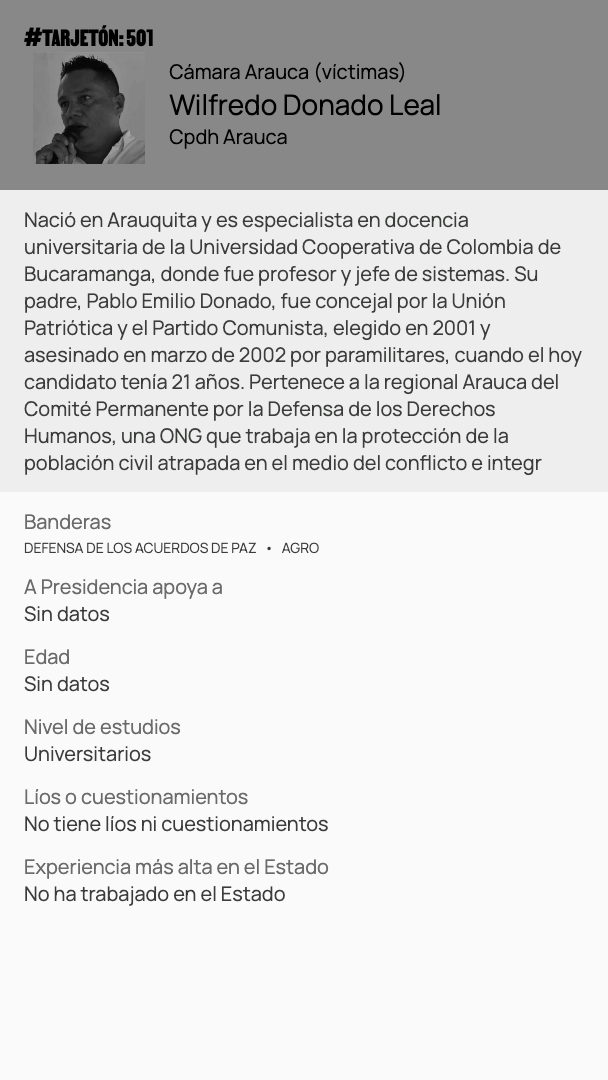 #TARJETÓN: 501
Cámara Arauca (víctimas)
Wilfredo Donado Leal
Cpdh Arauca
Nació en Arauquita y es especialista en docencia
universitaria de la Universidad Cooperativa de Colombia de
Bucaramanga, donde fue profesor y jefe de sistemas. Su
padre, Pablo Emilio Donado, fue concejal por la Unión
Patriótica y el Partido Comunista, elegido en 2001 y
asesinado en marzo de 2002 por paramilitares, cuando el hoy
candidato tenía 21 años. Pertenece a la regional Arauca del
Comité Permanente por la Defensa de los Derechos
Humanos, una ONG que trabaja en la protección de la
población civil atrapada en el medio del conflicto e integr
Banderas
DEFENSA DE LOS ACUERDOS DE PAZ • AGRO
A Presidencia apoya a
Sin datos
Edad
Sin datos
Nivel de estudios
Universitarios
Líos o cuestionamientos
No tiene líos ni cuestionamientos
Experiencia más alta en el Estado
No ha trabajado en el Estado